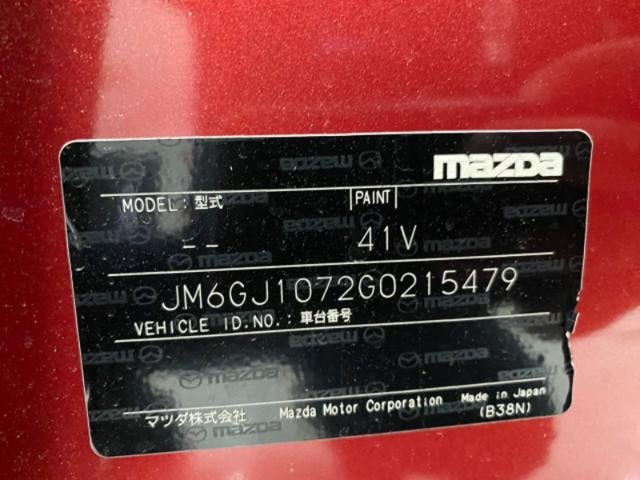 mazda
MODEL:型式 PAINT
-- 41V
JM6GJ1072G0215479
VEHICLE ID.NO.:車台番号
マツダ株式会社 Mazda Motor Corporation Made in Japan
(B38N)